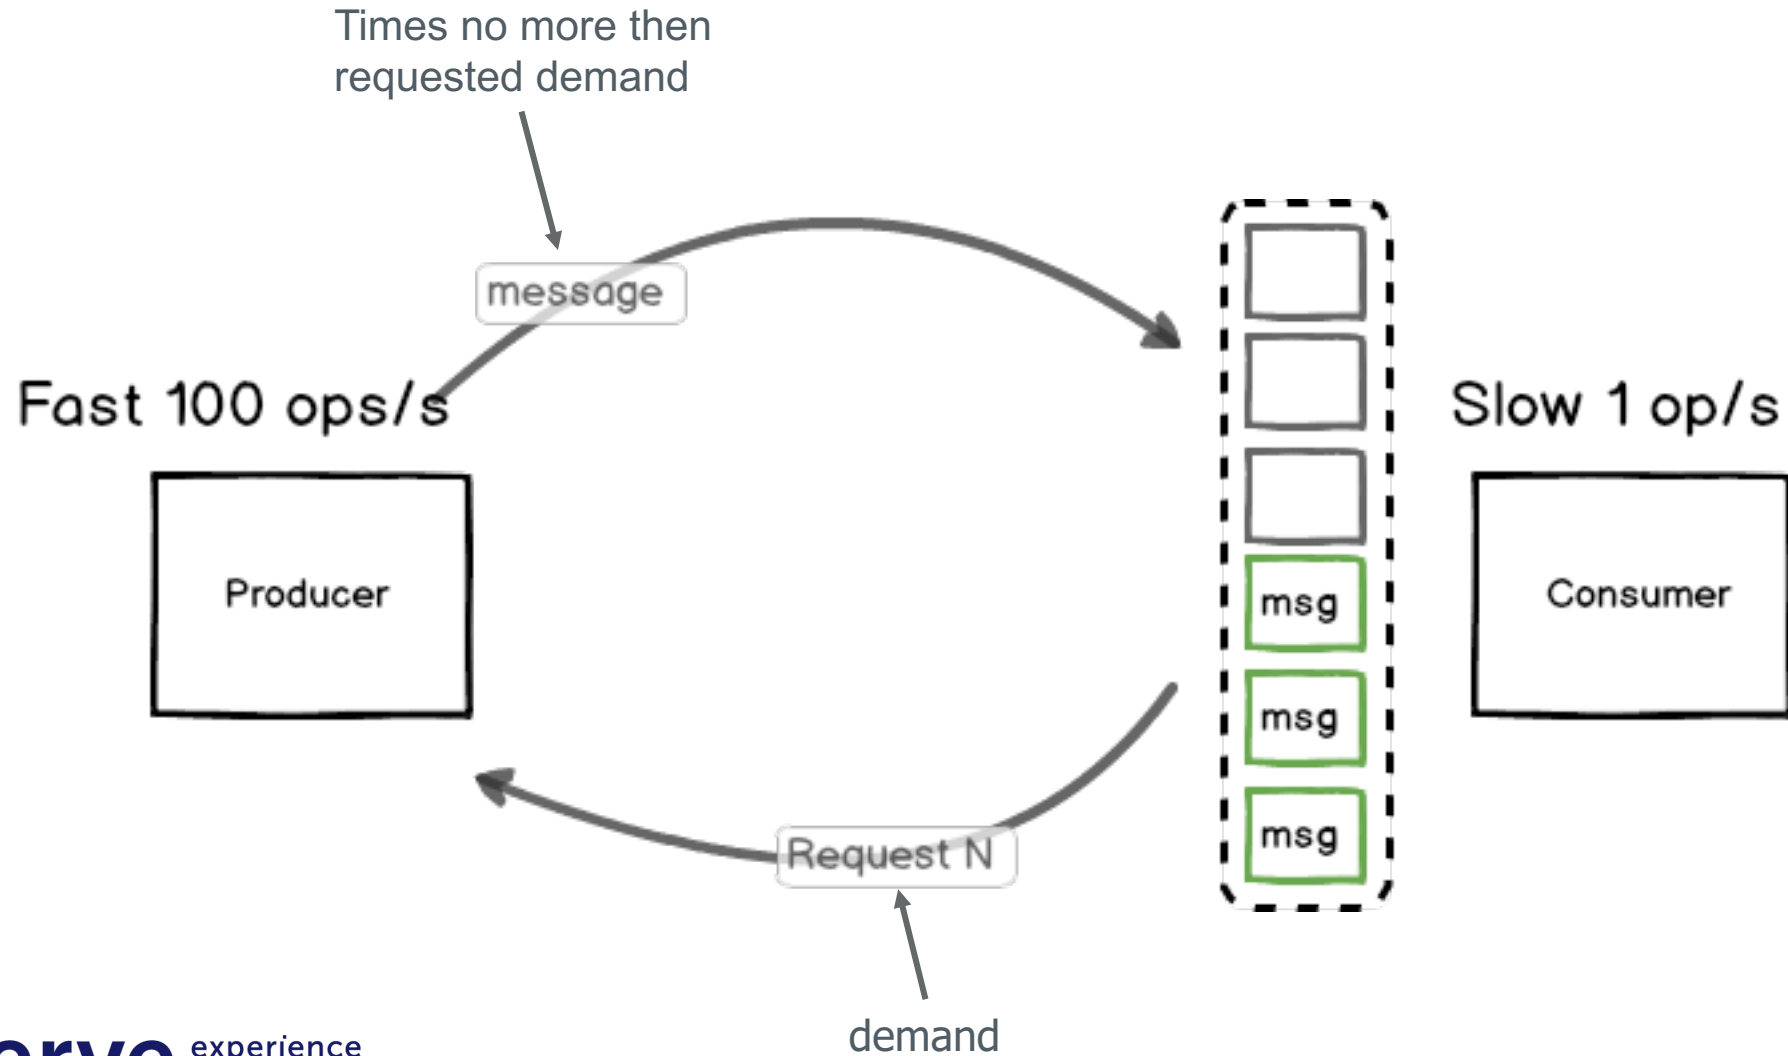 Times no more then
requested demand
message
Fast 100 ops/s
Slow 1 op/s
Producer
msg
Consumer
msg
msg
Request N
demand
experience